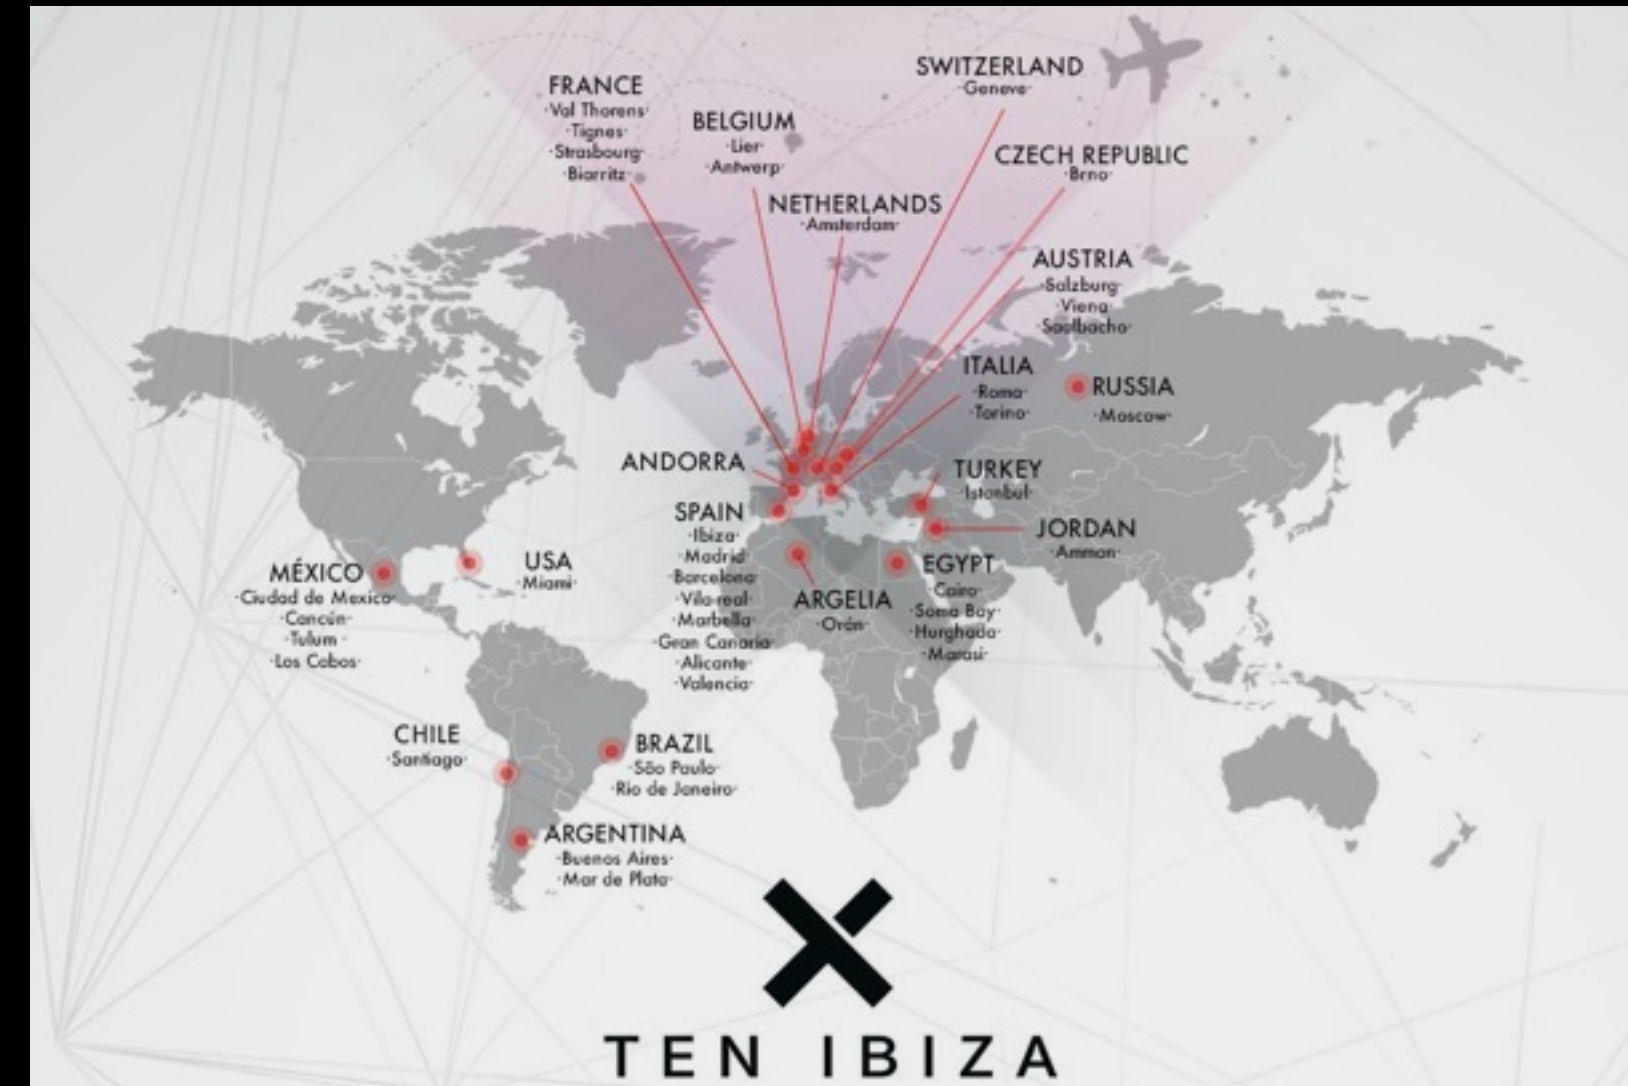 FRANCE
·Val Thorens·
·Tignes·
·Strasbourg·
·Biarritz·
BELGIUM
·Lier·
·Antwerp·
NETHERLANDS
·Amsterdam·
SWITZERLAND
·Geneve·
CZECH REPUBLIC
·Brno·
AUSTRIA
·Salzburg·
·Viena·
·Saalbacho·
ITALIA
·Roma·
·Torino·
RUSSIA
·Moscow·
ANDORRA
TURKEY
·Istanbul·
SPAIN
·Ibiza·
·Madrid·
·Barcelona·
·Vila-real·
·Marbella·
·Gran Canaria·
·Alicante·
·Valencia·
JORDAN
·Amman·
MÉXICO
·Ciudad de Mexico·
·Cancún·
·Tulum ·
·Los Cabos·
USA
·Miami·
ARGELIA
·Orán·
EGYPT
·Cairo·
·Soma Bay·
·Hurghada·
·Marasi·
CHILE
·Santiago·
BRAZIL
·São Paulo·
·Rio de Janeiro·
ARGENTINA
·Buenos Aires·
·Mar de Plata·
TEN IBIZA